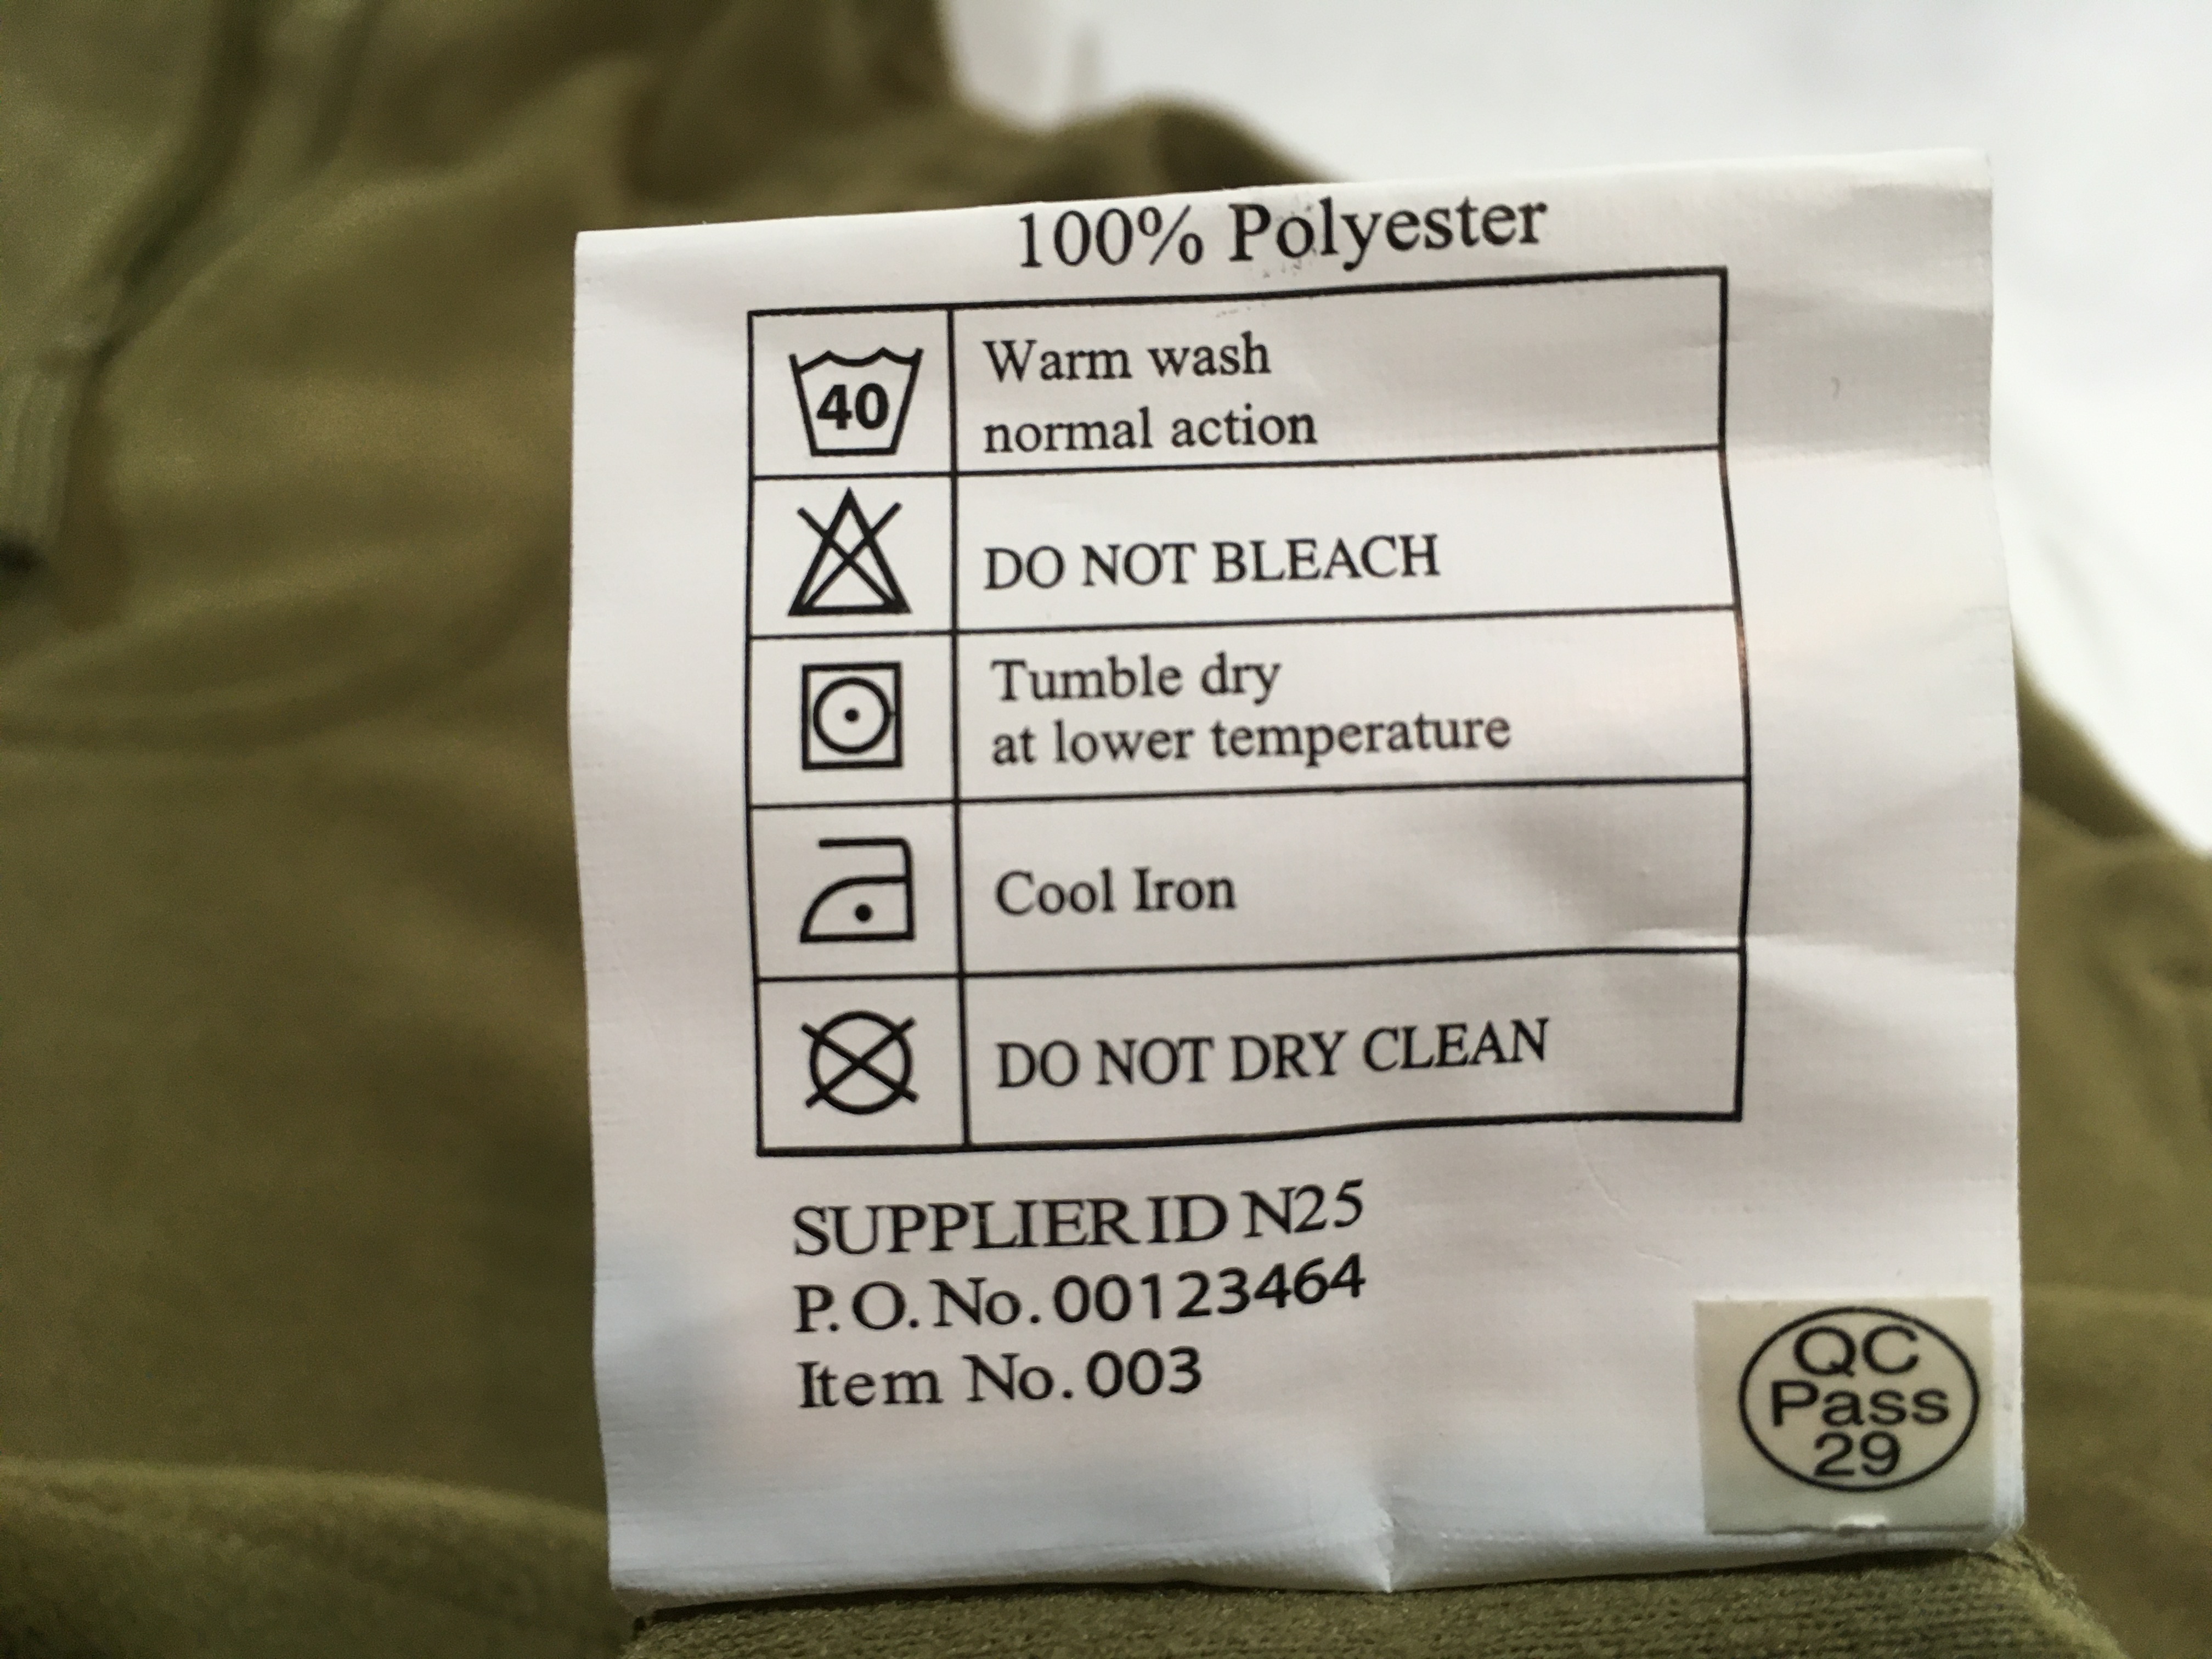 100% Polyester
40
Warm wash
normal action
DO NOT BLEACH
Tumble dry
at lower temperature
Cool Iron
DO NOT DRY CLEAN
SUPPLIER ID N25
P.O.No.00123464
Item No.003
QC
Pass
29